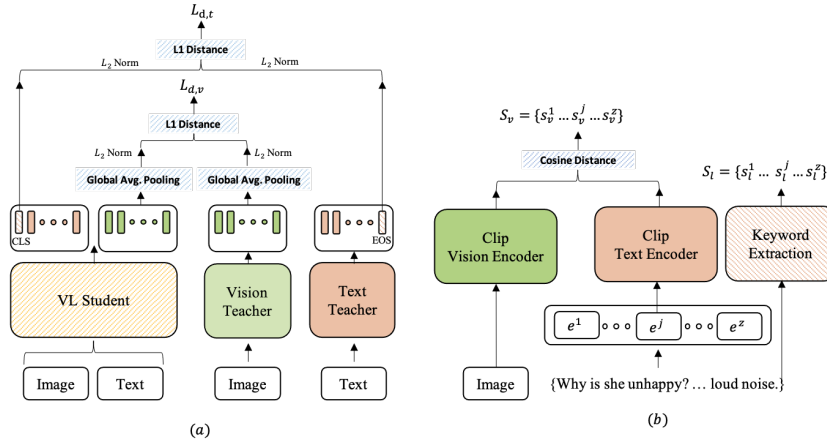 L_{d,t}
L1 Distance
L_2 Norm L_2 Norm
L_{d,v}
L1 Distance
L_2 Norm L_2 Norm
Global Avg. Pooling Global Avg. Pooling
CLS EOS
VL Student
Vision Teacher
Text Teacher
Image Text Image Text
(a)
S_v = {s_v^1 … s_v^j … s_v^z}
Cosine Distance
S_l = {s_l^1 … s_l^j … s_l^z}
Clip
Vision Encoder
Clip
Text Encoder
Keyword
Extraction
e^1 e^j e^z
Image
{Why is she unhappy? … loud noise.}
(b)